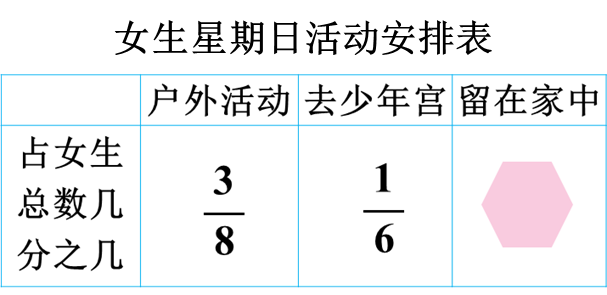 女生星期日活动安排表
户外活动 去少年宫 留在家中
占女生
总数几
分之几
3/8 1/6